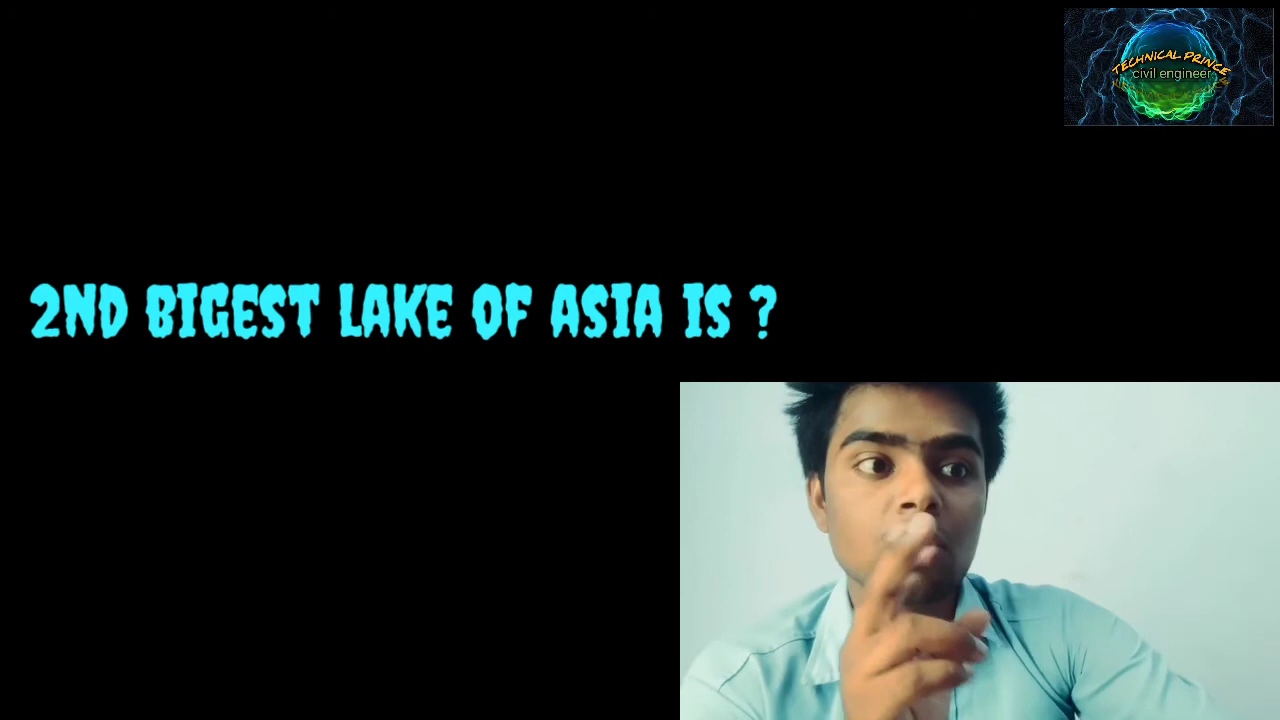 TECHNICAL PRINCE
civil engineer
2ND BIGEST LAKE OF ASIA IS ?